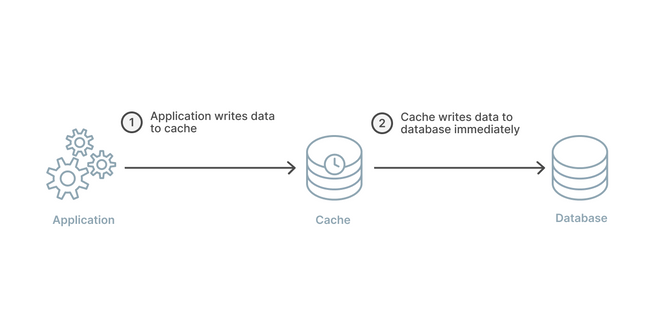 1
Application writes data
to cache
2
Cache writes data to
database immediately
Application
Cache
Database